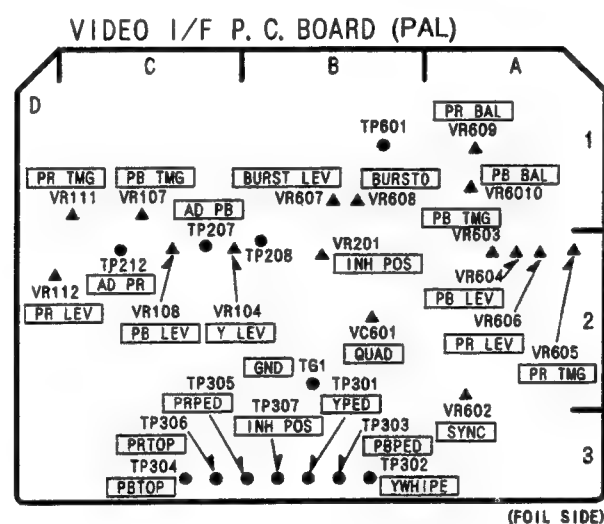 VIDEO I/F P. C. BOARD (PAL)
C B A
D
PR BAL
TP601 VR609
1
PR TMG PB TMG BURST LEV BURSTO PB BAL
VR111 VR107 VR607 VR608 VR6010
AD PB PB TMG
TP207 VR603
TP208 VR201
TP212 INH POS VR604
AD PR PB LEV
VR112 VR108 VR104 VR606
PR LEV PB LEV Y LEV PR LEV
2
VC601 VR605
QUAD PR TMG
GND TG1
TP305 TP301
PRPED TP307 YPED VR602
TP306 INH POS TP303 SYNC
PRTOP PBPED
3
TP304 TP302
PBTOP YWHIPE
(FOIL SIDE)